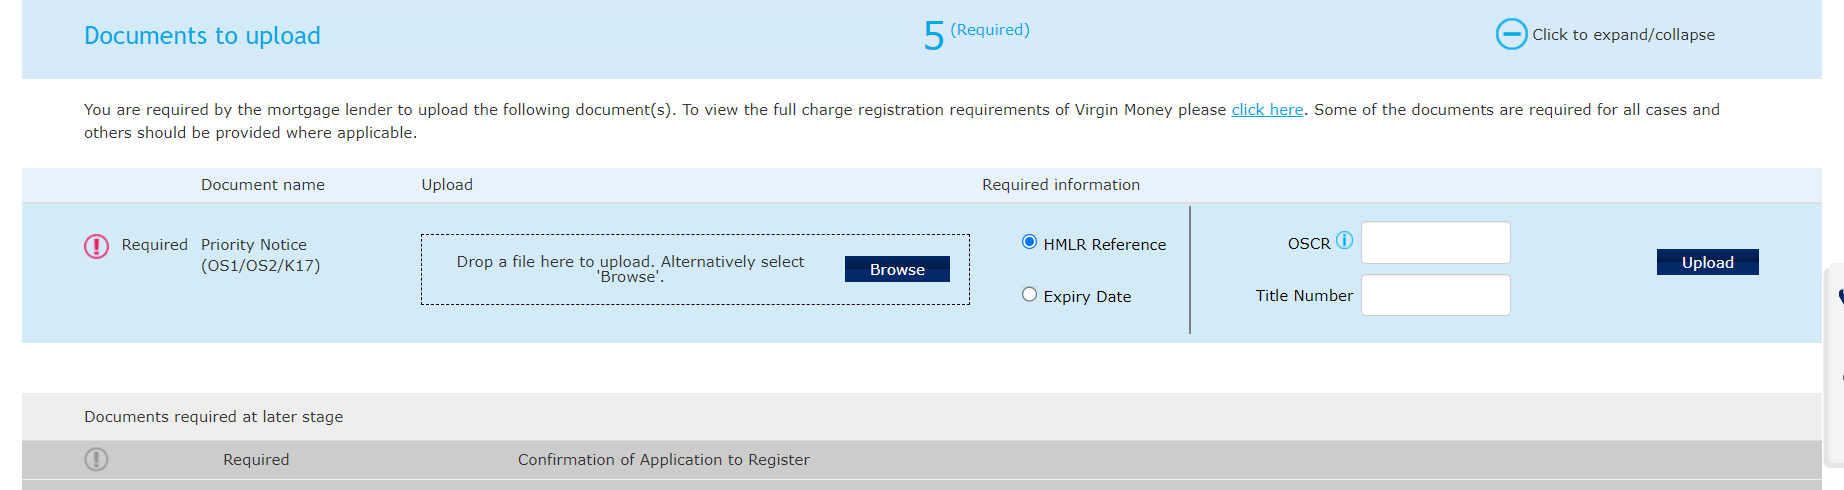 Documents to upload 5 (Required) Click to expand/collapse
You are required by the mortgage lender to upload the following document(s). To view the full charge registration requirements of Virgin Money please click here. Some of the documents are required for all cases and
others should be provided where applicable.
Document name Upload Required information
Required Priority Notice
(OS1/OS2/K17)
Drop a file here to upload. Alternatively select
'Browse'.
Browse
HMLR Reference
Expiry Date
OSCR
Title Number
Upload
Documents required at later stage
Required Confirmation of Application to Register